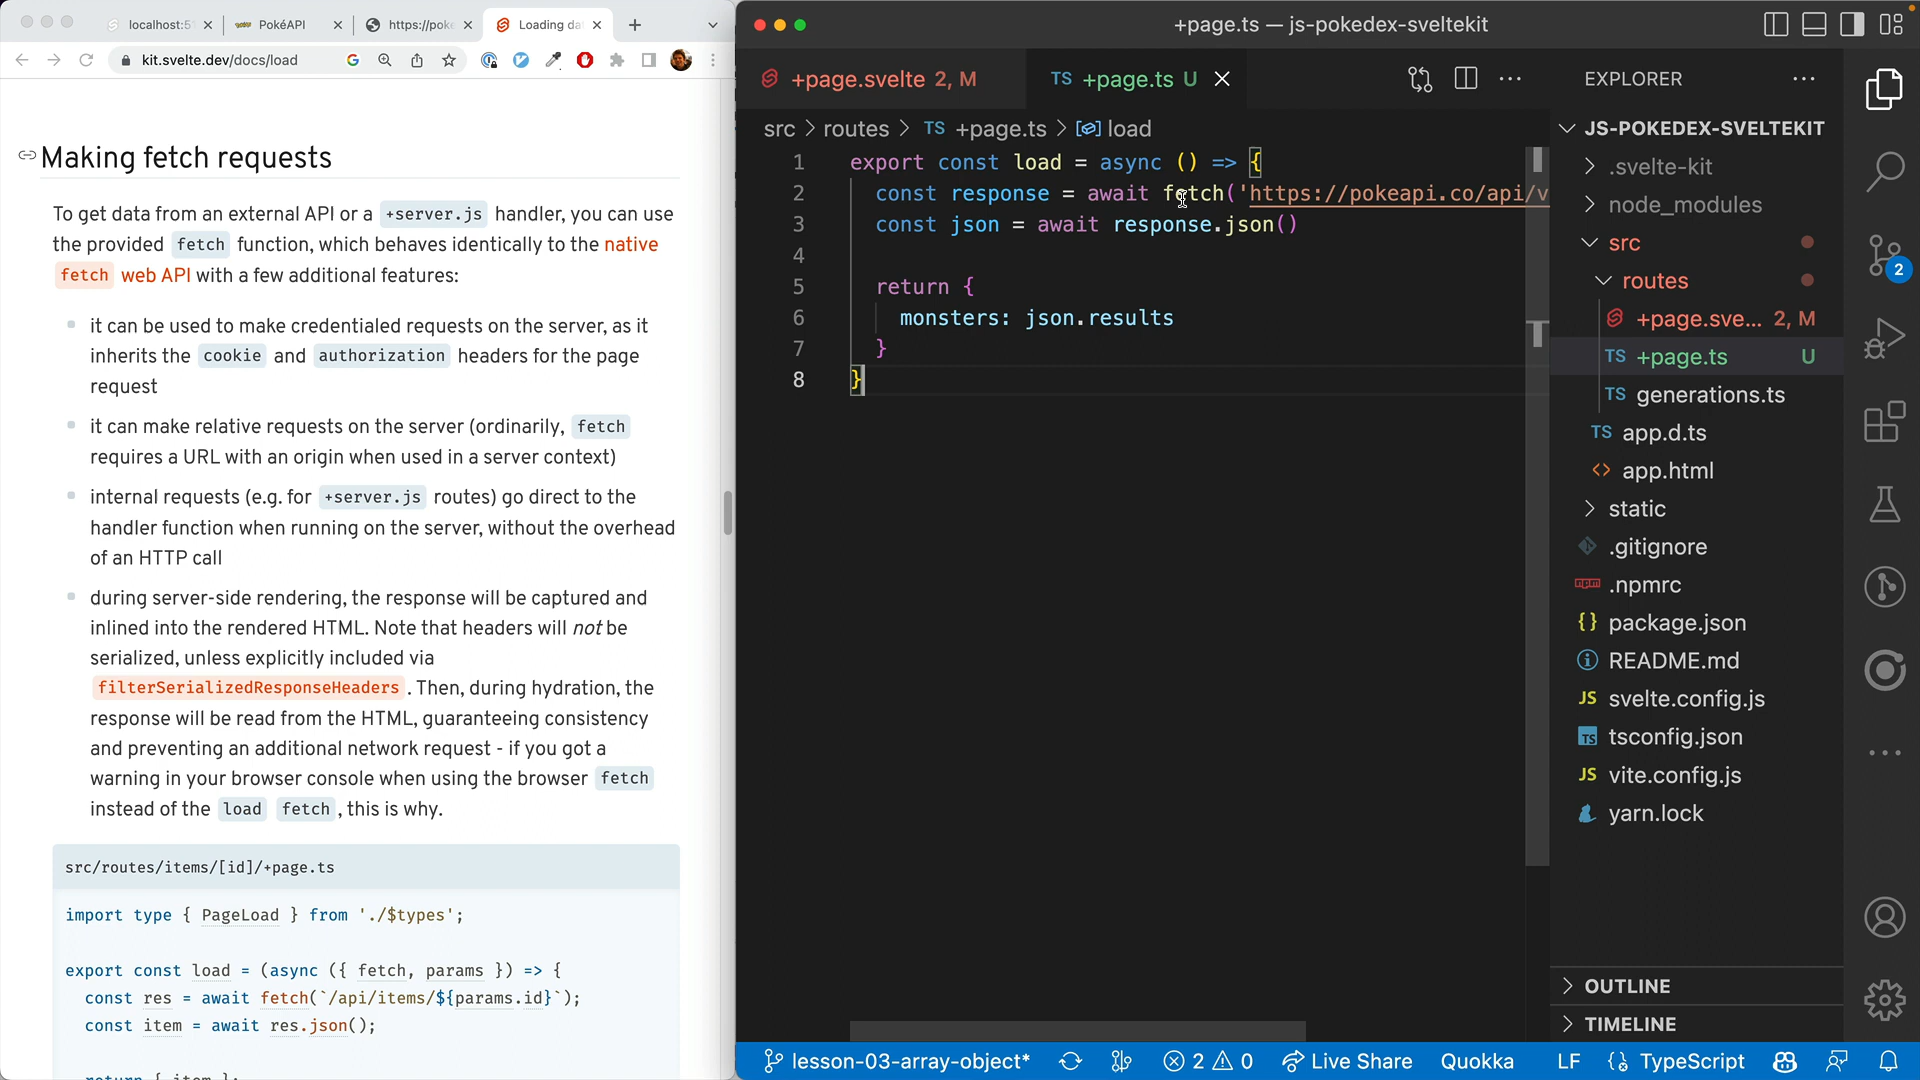 localhost:5
PokéAPI
https://poke
Loading da
kit.svelte.dev/docs/load
Making fetch requests
To get data from an external API or a +server.js handler, you can use
the provided fetch function, which behaves identically to the native
fetch web API with a few additional features:
it can be used to make credentialed requests on the server, as it
inherits the cookie and authorization headers for the page
request
it can make relative requests on the server (ordinarily, fetch
requires a URL with an origin when used in a server context)
internal requests (e.g. for +server.js routes) go direct to the
handler function when running on the server, without the overhead
of an HTTP call
during server-side rendering, the response will be captured and
inlined into the rendered HTML. Note that headers will not be
serialized, unless explicitly included via
filterSerializedResponseHeaders. Then, during hydration, the
response will be read from the HTML, guaranteeing consistency
and preventing an additional network request - if you got a
warning in your browser console when using the browser fetch
instead of the load fetch, this is why.
src/routes/items/[id]/+page.ts
import type { PageLoad } from './$types';
export const load = (async ({ fetch, params }) => {
const res = await fetch(`/api/items/${params.id}`);
const item = await res.json();
return { item };
+page.ts — js-pokedex-sveltekit
+page.svelte 2, M
TS +page.ts U
src > routes > TS +page.ts > load
1 export const load = async () => {
2 const response = await fetch('https://pokeapi.co/api/v
3 const json = await response.json()
4
5 return {
6 monsters: json.results
7 }
8 }
EXPLORER
JS-POKEDEX-SVELTEKIT
.svelte-kit
node_modules
src
routes
+page.sve... 2, M
TS +page.ts U
TS generations.ts
TS app.d.ts
<> app.html
static
.gitignore
npm .npmrc
{} package.json
README.md
JS svelte.config.js
TS tsconfig.json
JS vite.config.js
yarn.lock
OUTLINE
TIMELINE
2
lesson-03-array-object* 2 0 Live Share Quokka LF {} TypeScript